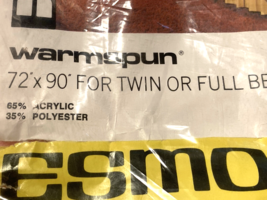 warmspun®
72"x 90" FOR TWIN OR FULL BE
65% ACRYLIC
35% POLYESTER
ESMO